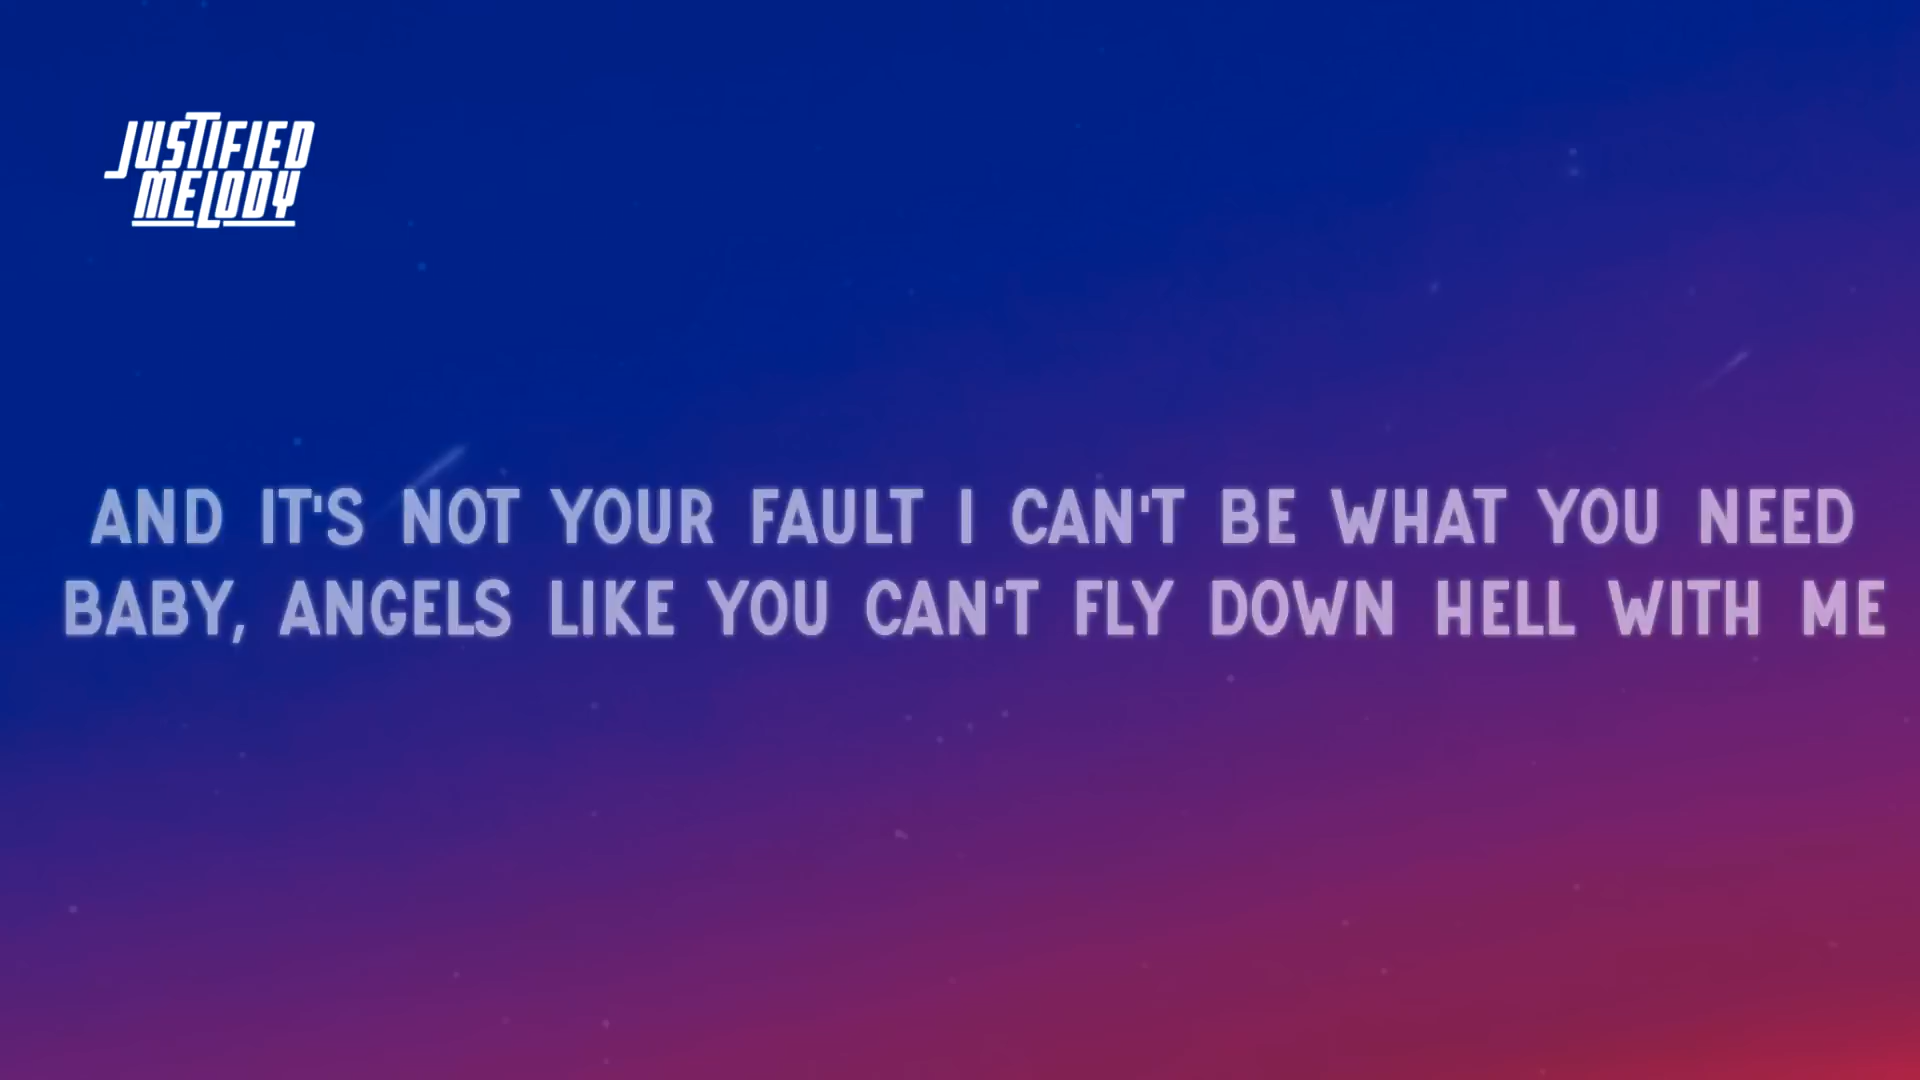 JUSTIFIED
MELODY
AND IT'S NOT YOUR FAULT I CAN'T BE WHAT YOU NEED
BABY, ANGELS LIKE YOU CAN'T FLY DOWN HELL WITH ME